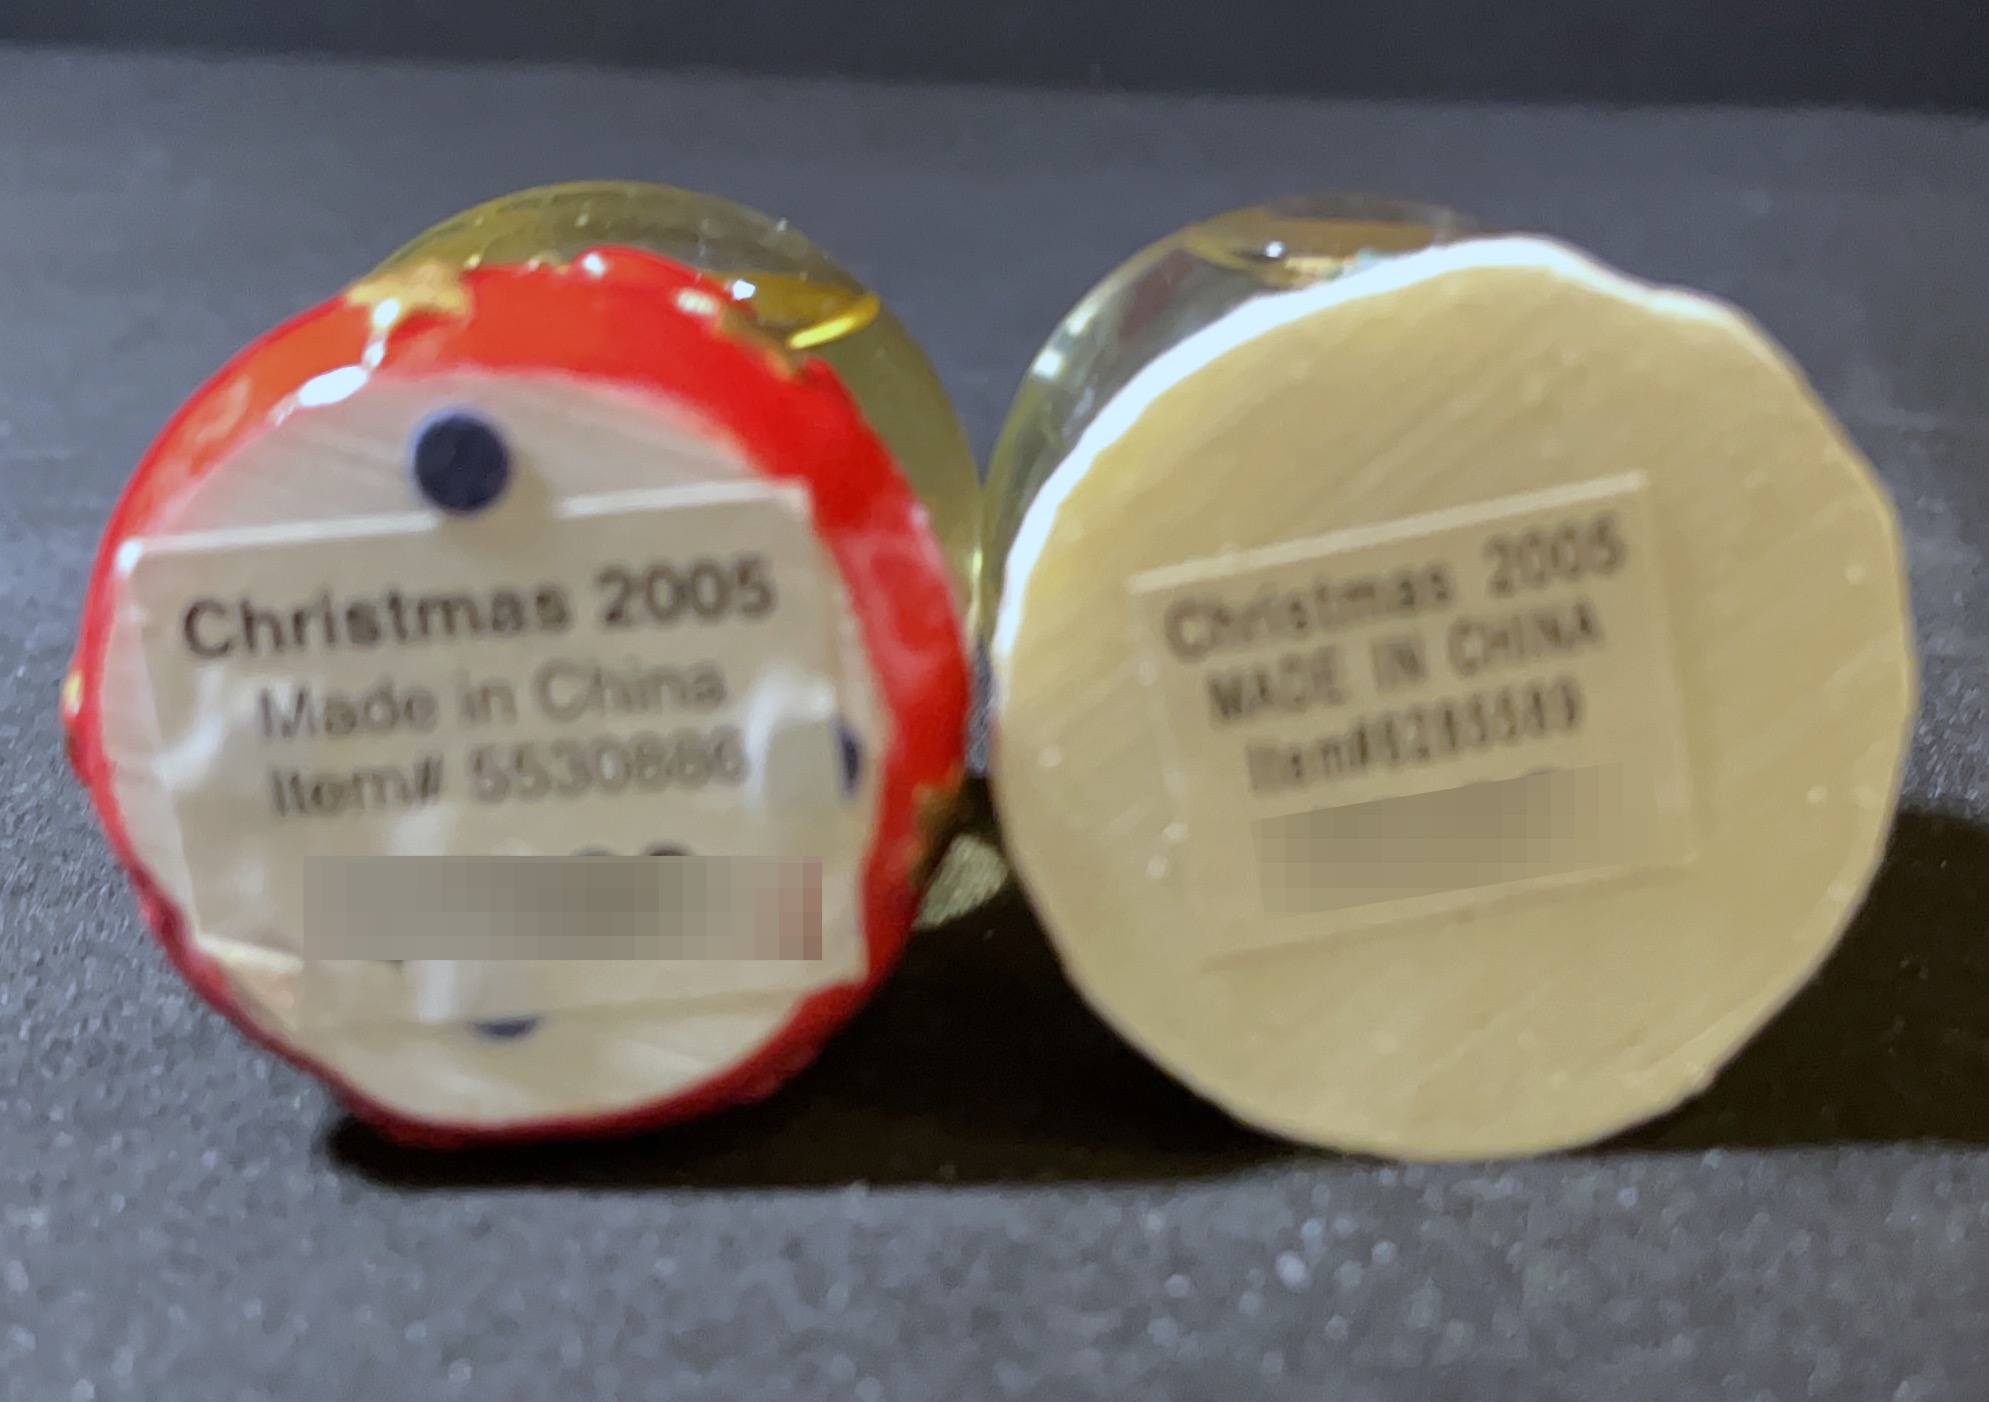 Christmas 2005
Made in China
Item# 5530886
Christmas 2005
MADE IN CHINA